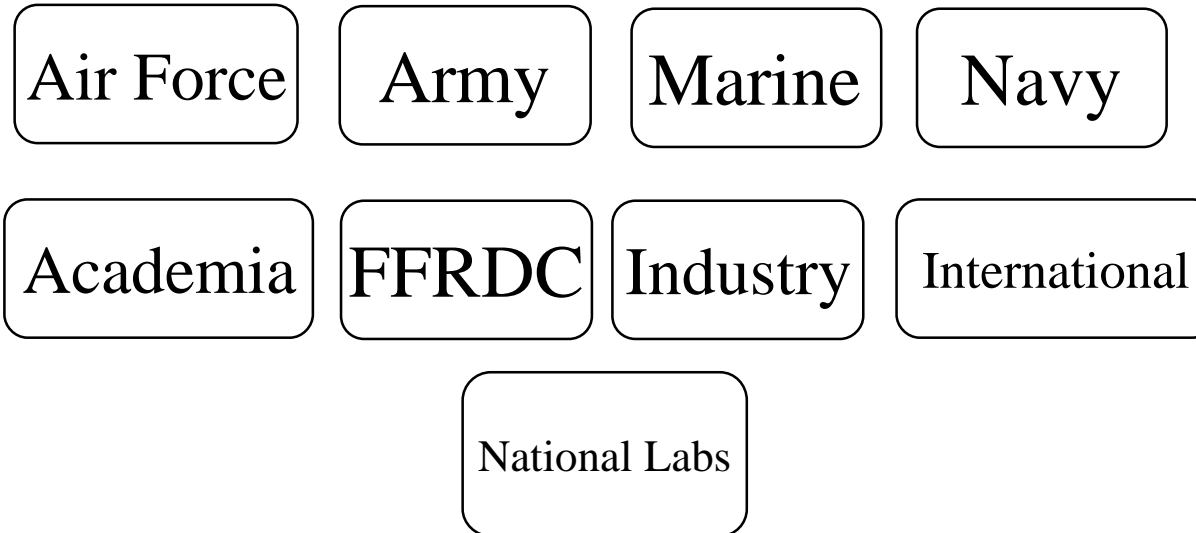 Air Force
Army
Marine
Navy
Academia
FFRDC
Industry
International
National Labs